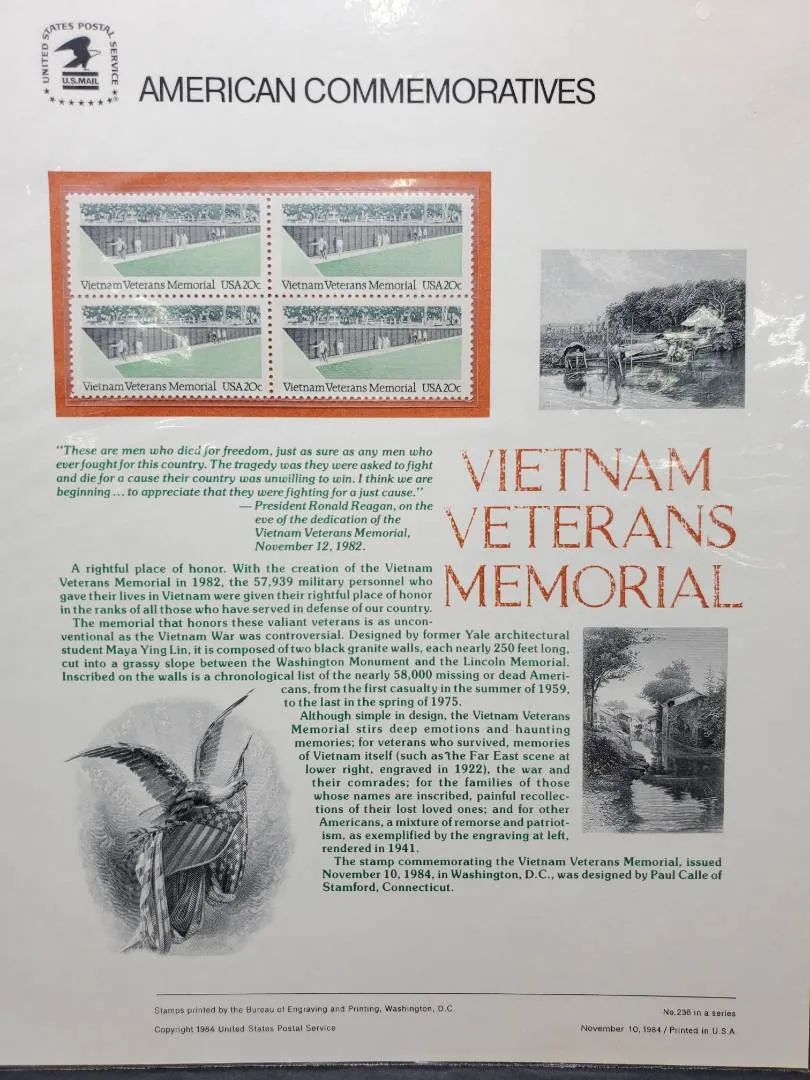 UNITED STATES POSTAL SERVICE
U.S.MAIL
AMERICAN COMMEMORATIVES
Vietnam Veterans Memorial USA 20c
Vietnam Veterans Memorial USA 20c
Vietnam Veterans Memorial USA 20c
Vietnam Veterans Memorial USA 20c
"These are men who died for freedom, just as sure as any men who
ever fought for this country. The tragedy was they were asked to fight
and die for a cause their country was unwilling to win. I think we are
beginning ... to appreciate that they were fighting for a just cause."
— President Ronald Reagan, on the
eve of the dedication of the
Vietnam Veterans Memorial,
November 12, 1982.
VIETNAM
VETERANS
MEMORIAL
A rightful place of honor. With the creation of the Vietnam
Veterans Memorial in 1982, the 57,939 military personnel who
gave their lives in Vietnam were given their rightful place of honor
in the ranks of all those who have served in defense of our country.
The memorial that honors these valiant veterans is as uncon-
ventional as the Vietnam War was controversial. Designed by former Yale architectural
student Maya Ying Lin, it is composed of two black granite walls, each nearly 250 feet long,
cut into a grassy slope between the Washington Monument and the Lincoln Memorial.
Inscribed on the walls is a chronological list of the nearly 58,000 missing or dead Ameri-
cans, from the first casualty in the summer of 1959,
to the last in the spring of 1975.
Although simple in design, the Vietnam Veterans
Memorial stirs deep emotions and haunting
memories; for veterans who survived, memories
of Vietnam itself (such as the Far East scene at
lower right, engraved in 1922), the war and
their comrades; for the families of those
whose names are inscribed, painful recollec-
tions of their lost loved ones; and for other
Americans, a mixture of remorse and patriot-
ism, as exemplified by the engraving at left,
rendered in 1941.
The stamp commemorating the Vietnam Veterans Memorial, issued
November 10, 1984, in Washington, D.C., was designed by Paul Calle of
Stamford, Connecticut.
Stamps printed by the Bureau of Engraving and Printing, Washington, D.C.
No. 236 in a series
Copyright 1984 United States Postal Service
November 10, 1984 / Printed in U.S.A.